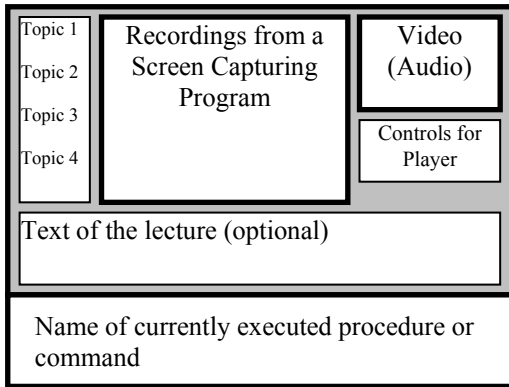 Topic 1
Topic 2
Topic 3
Topic 4
Recordings from a
Screen Capturing
Program
Video
(Audio)
Controls for
Player
Text of the lecture (optional)
Name of currently executed procedure or
command